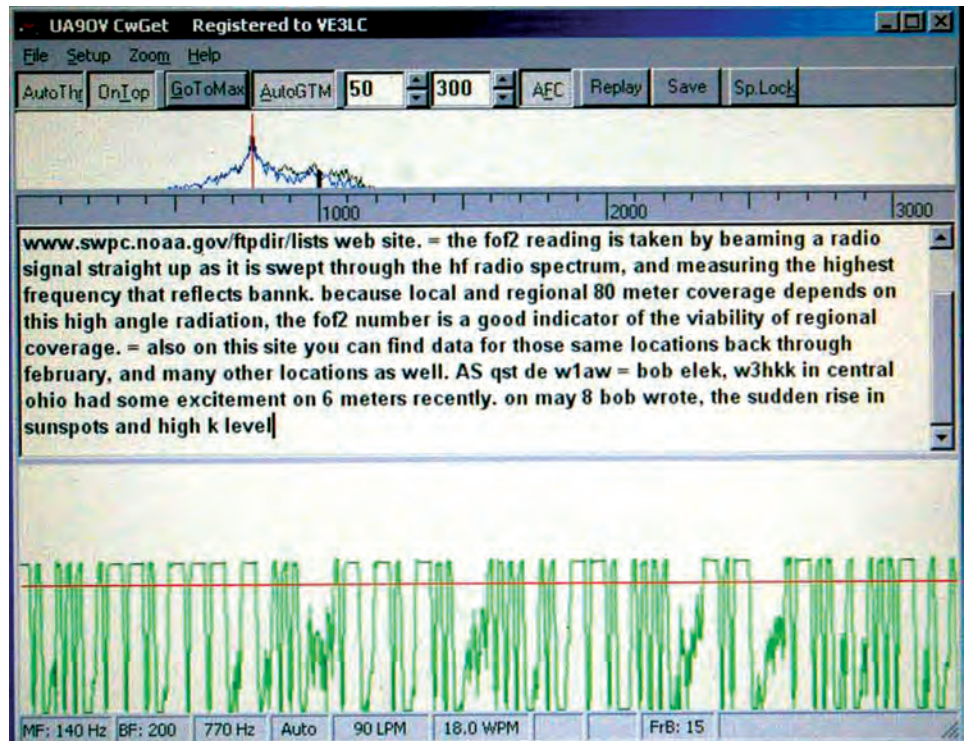 UA9OV CwGet Registered to VE3LC
File Setup Zoom Help
AutoThr OnTop GoToMax AutoGTM 50 300 AFC Replay Save Sp.Lock
1000 2000 3000
www.swpc.noaa.gov/ftpdir/lists web site. = the fof2 reading is taken by beaming a radio
signal straight up as it is swept through the hf radio spectrum, and measuring the highest
frequency that reflects bannk. because local and regional 80 meter coverage depends on
this high angle radiation, the fof2 number is a good indicator of the viability of regional
coverage. = also on this site you can find data for those same locations back through
february, and many other locations as well. AS qst de w1aw = bob elek, w3hkk in central
ohio had some excitement on 6 meters recently. on may 8 bob wrote, the sudden rise in
sunspots and high k level
MF: 140 Hz BF: 200 770 Hz Auto 90 LPM 18.0 WPM FrB: 15